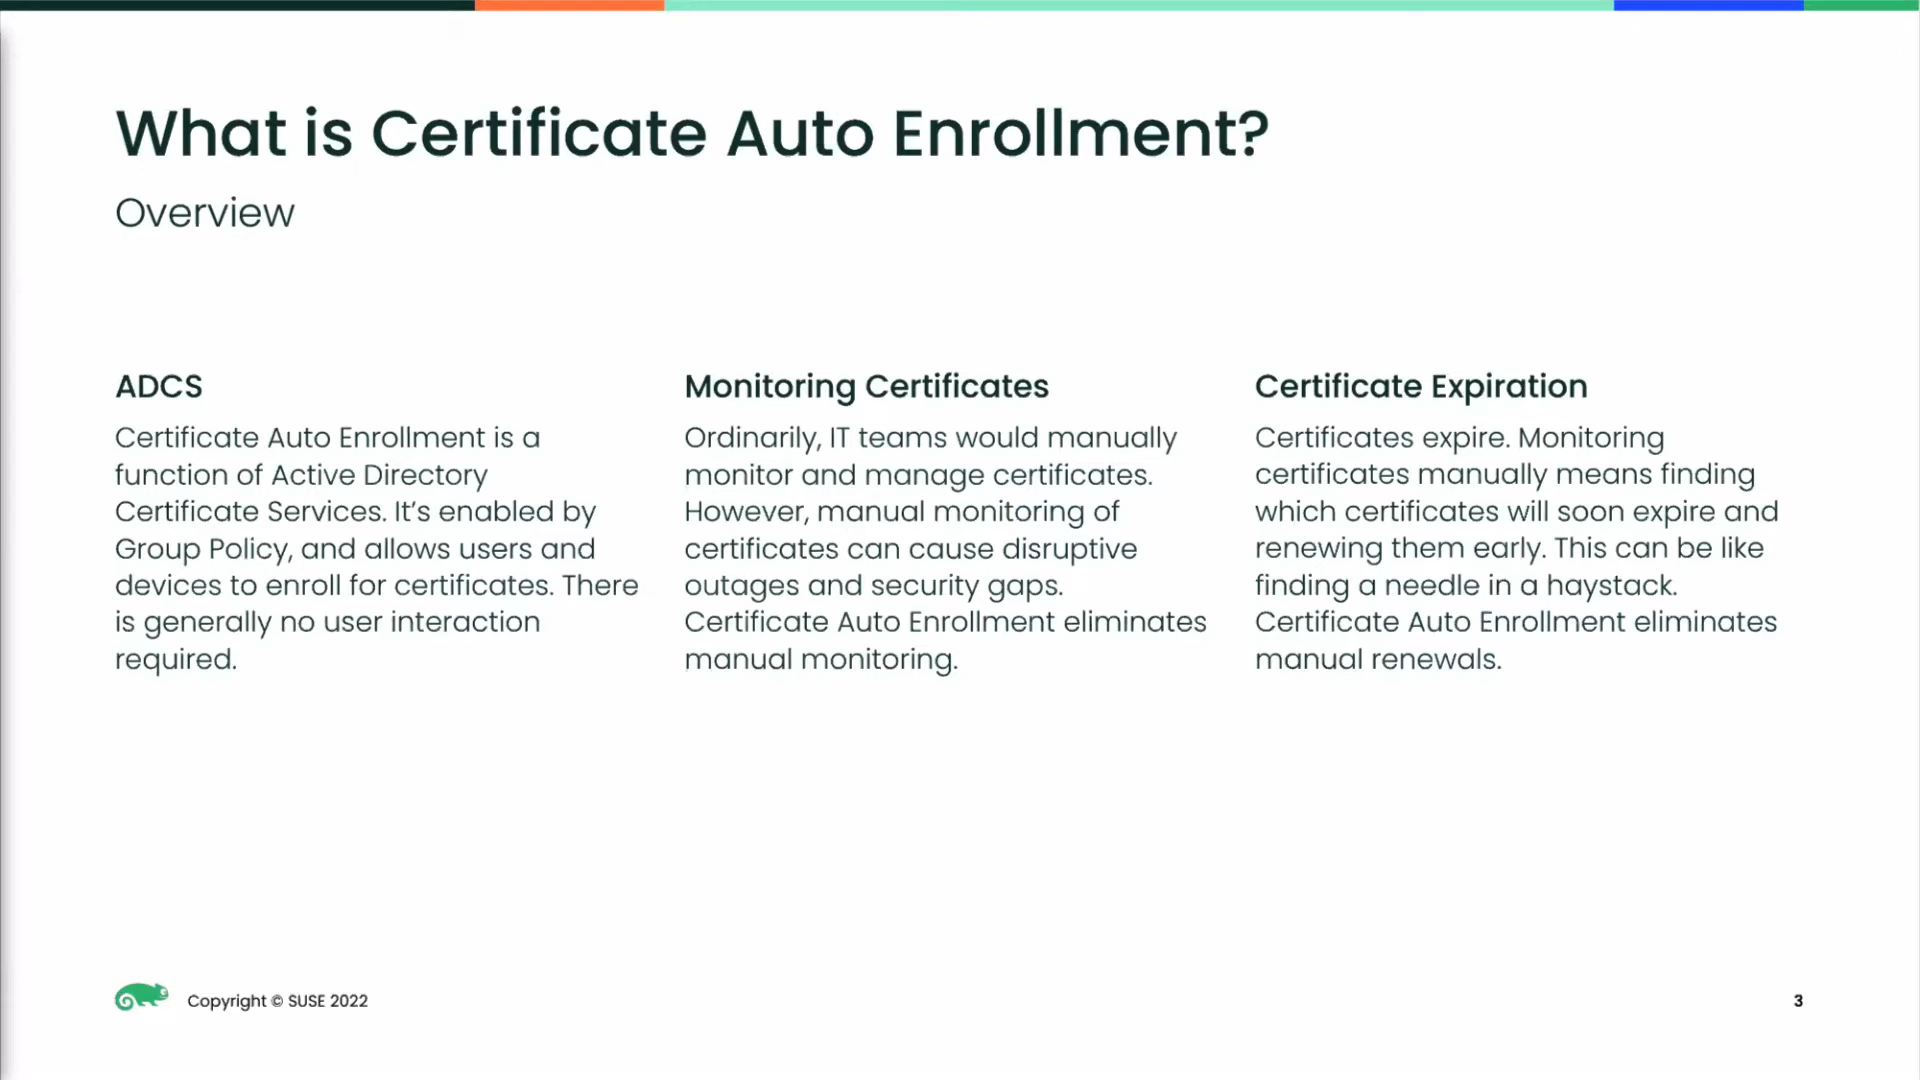 What is Certificate Auto Enrollment?
Overview
ADCS
Certificate Auto Enrollment is a
function of Active Directory
Certificate Services. It’s enabled by
Group Policy, and allows users and
devices to enroll for certificates. There
is generally no user interaction
required.
Monitoring Certificates
Ordinarily, IT teams would manually
monitor and manage certificates.
However, manual monitoring of
certificates can cause disruptive
outages and security gaps.
Certificate Auto Enrollment eliminates
manual monitoring.
Certificate Expiration
Certificates expire. Monitoring
certificates manually means finding
which certificates will soon expire and
renewing them early. This can be like
finding a needle in a haystack.
Certificate Auto Enrollment eliminates
manual renewals.
Copyright © SUSE 2022
3